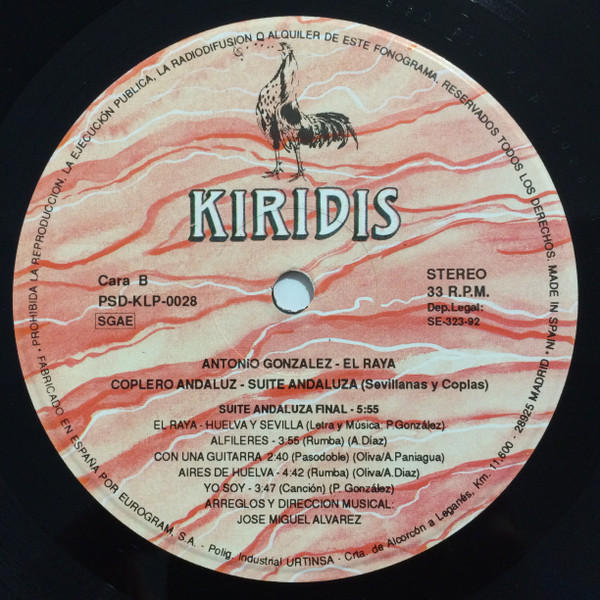 PROHIBIDA LA REPRODUCCION, LA EJECUCIÓN PUBLICA, LA RADIODIFUSION O ALQUILER DE ESTE FONOGRAMA. RESERVADOS TODOS LOS DERECHOS. MADE IN SPAIN •
KIRIDIS
Cara B
PSD-KLP-0028
SGAE
STEREO
33 R.P.M.
Dep.Legal:
SE-323-92
ANTONIO GONZALEZ - EL RAYA
COPLERO ANDALUZ - SUITE ANDALUZA (Sevillanas y Coplas)
SUITE ANDALUZA FINAL - 5:55
EL RAYA - HUELVA Y SEVILLA (Letra y Música: P.González)
ALFILERES - 3:55 (Rumba) (A.Díaz)
CON UNA GUITARRA 2:40 (Pasodoble) (Oliva/A.Paniagua)
AIRES DE HUELVA - 4:42 (Rumba) (Oliva/A.Diaz)
YO SOY - 3:47 (Canción) (P. González)
ARREGLOS Y DIRECCION MUSICAL:
JOSE MIGUEL ALVAREZ
• FABRICADO EN ESPAÑA POR EUROGRAM, S.A. - Polig. Industrial URTINSA - Crta. de Alcorcón a Leganés, Km. 11,600 - 28925 MADRID •